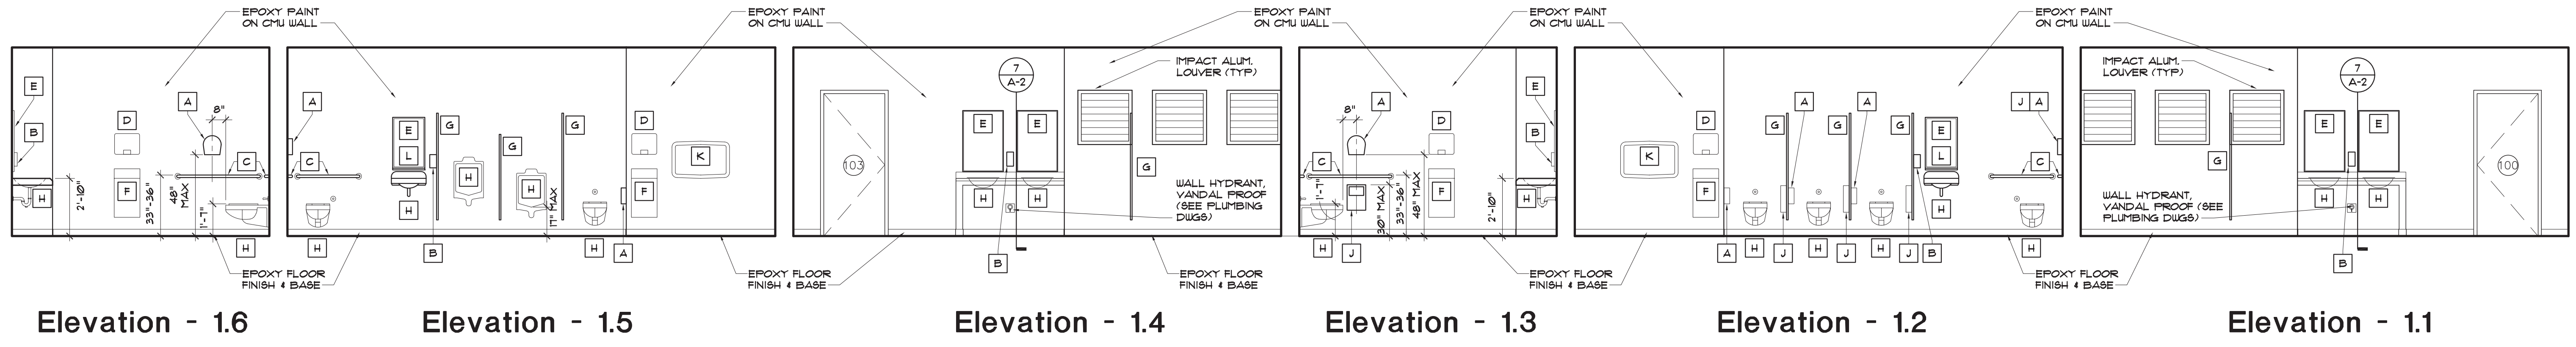 EPOXY PAINT
ON CMU WALL
E
B
H
2'-10"
D
F
A
8"
C
33"-36"
48"
MAX
1'-7"
H
EPOXY FLOOR
FINISH & BASE
Elevation - 1.6
A
C
H
E
L
H
B
G
H
G
H
17" MAX
G
H
A
D
F
K
EPOXY PAINT
ON CMU WALL
EPOXY FLOOR
FINISH & BASE
Elevation - 1.5
103
7
A-2
E
E
H
H
B
EPOXY PAINT
ON CMU WALL
IMPACT ALUM.
LOUVER (TYP)
G
WALL HYDRANT,
VANDAL PROOF
(SEE PLUMBING
DWGS)
EPOXY FLOOR
FINISH & BASE
Elevation - 1.4
8"
A
C
1'-7"
H
J
30" MAX
33"-36"
48" MAX
D
F
2'-10"
E
B
H
EPOXY PAINT
ON CMU WALL
EPOXY FLOOR
FINISH & BASE
Elevation - 1.3
K
D
F
A
H
G
A
J
H
G
A
J
H
G
J
B
E
L
H
J
A
C
H
EPOXY PAINT
ON CMU WALL
EPOXY FLOOR
FINISH & BASE
Elevation - 1.2
IMPACT ALUM.
LOUVER (TYP)
G
WALL HYDRANT,
VANDAL PROOF (SEE
PLUMBING DWGS)
7
A-2
E
E
H
H
B
100
Elevation - 1.1